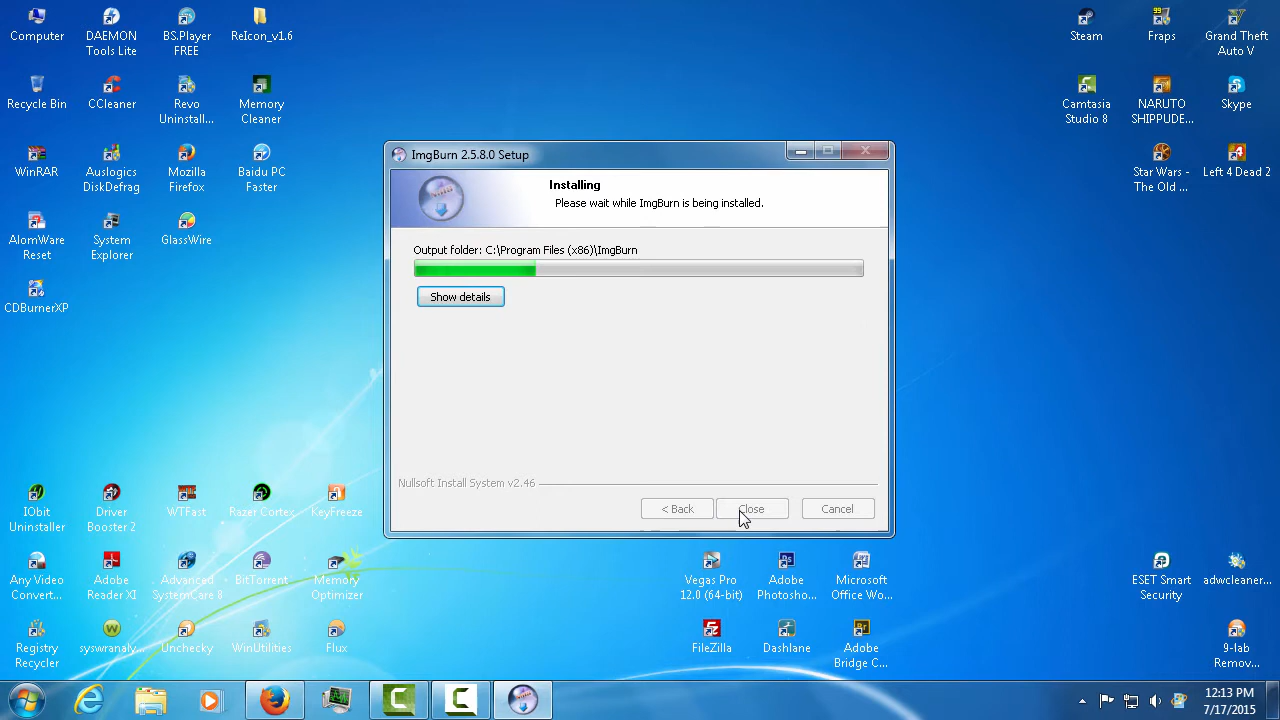 Computer
DAEMON
Tools Lite
BS.Player
FREE
ReIcon_v1.6
Steam
99
Fraps
Grand Theft
Auto V
Recycle Bin
CCleaner
Revo
Uninstall...
Memory
Cleaner
Camtasia
Studio 8
NARUTO
SHIPPUDE...
Skype
WinRAR
Auslogics
DiskDefrag
Mozilla
Firefox
Baidu PC
Faster
Star Wars -
The Old ...
Left 4 Dead 2
AlomWare
Reset
System
Explorer
GlassWire
CDBurnerXP
ImgBurn 2.5.8.0 Setup
Installing
Please wait while ImgBurn is being installed.
Output folder: C:\Program Files (x86)\ImgBurn
Show details
Nullsoft Install System v2.46
< Back
Close
Cancel
IObit
Uninstaller
Driver
Booster 2
WTFast
Razer Cortex
KeyFreeze
Any Video
Convert...
Adobe
Reader XI
Advanced
SystemCare 8
BitTorrent
Memory
Optimizer
Vegas Pro
12.0 (64-bit)
Adobe
Photosho...
Microsoft
Office Wo...
ESET Smart
Security
adwcleaner...
Registry
Recycler
syswranaly...
Unchecky
WinUtilities
Flux
FileZilla
Dashlane
Adobe
Bridge C...
9-lab
Remov...
12:13 PM
7/17/2015